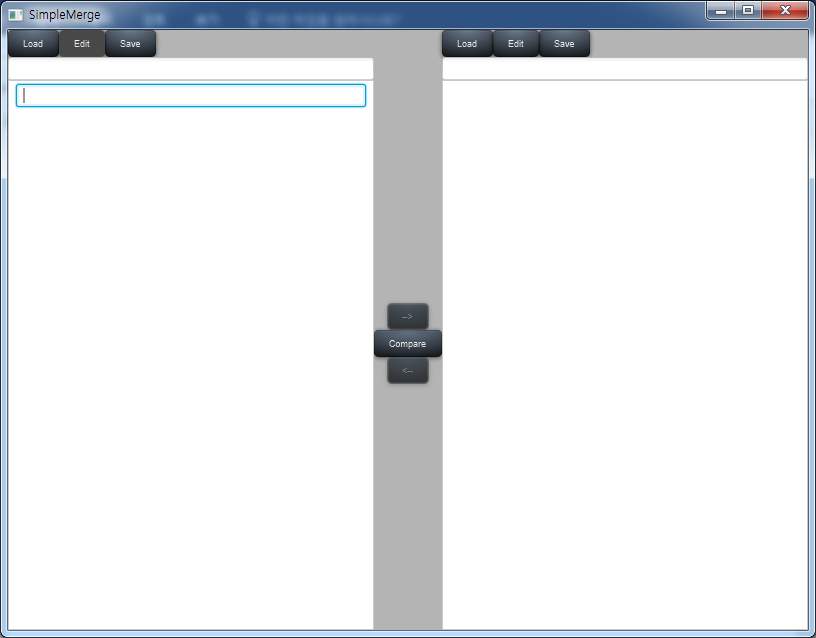 SimpleMerge
Load Edit Save
Load Edit Save
-->
Compare
<--